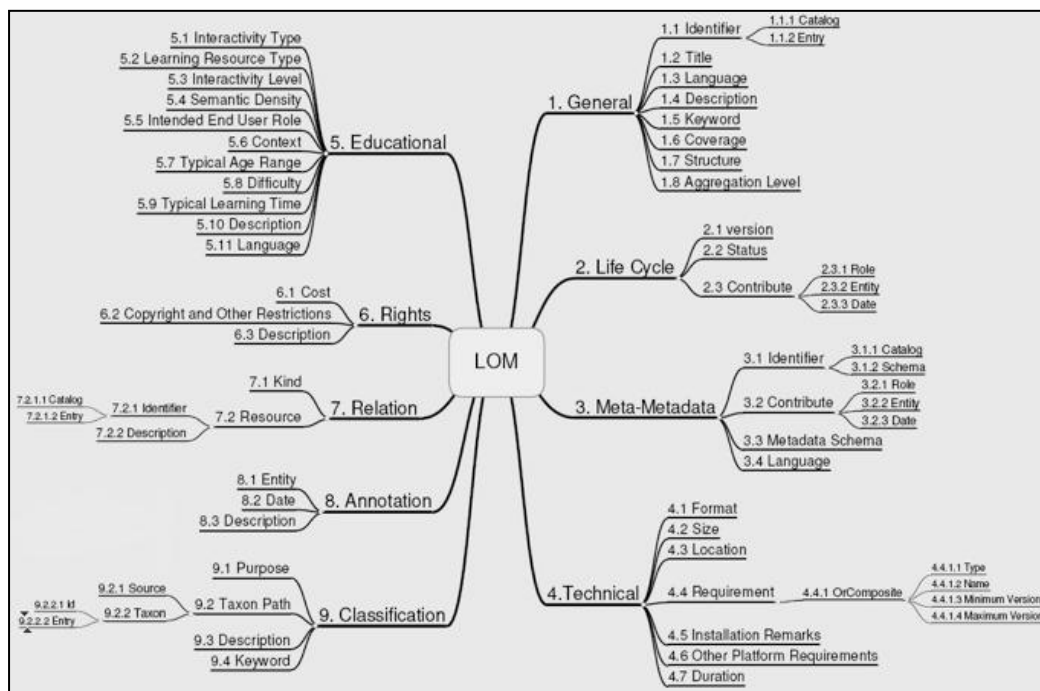 LOM
1. General
1.1 Identifier
1.1.1 Catalog
1.1.2 Entry
1.2 Title
1.3 Language
1.4 Description
1.5 Keyword
1.6 Coverage
1.7 Structure
1.8 Aggregation Level
2. Life Cycle
2.1 version
2.2 Status
2.3 Contribute
2.3.1 Role
2.3.2 Entity
2.3.3 Date
3. Meta-Metadata
3.1 Identifier
3.1.1 Catalog
3.1.2 Schema
3.2 Contribute
3.2.1 Role
3.2.2 Entity
3.2.3 Date
3.3 Metadata Schema
3.4 Language
4.Technical
4.1 Format
4.2 Size
4.3 Location
4.4 Requirement
4.4.1 OrComposite
4.4.1.1 Type
4.4.1.2 Name
4.4.1.3 Minimum Version
4.4.1.4 Maximum Version
4.5 Installation Remarks
4.6 Other Platform Requirements
4.7 Duration
5. Educational
5.1 Interactivity Type
5.2 Learning Resource Type
5.3 Interactivity Level
5.4 Semantic Density
5.5 Intended End User Role
5.6 Context
5.7 Typical Age Range
5.8 Difficulty
5.9 Typical Learning Time
5.10 Description
5.11 Language
6. Rights
6.1 Cost
6.2 Copyright and Other Restrictions
6.3 Description
7. Relation
7.1 Kind
7.2 Resource
7.2.1 Identifier
7.2.1.1 Catalog
7.2.1.2 Entry
7.2.2 Description
8. Annotation
8.1 Entity
8.2 Date
8.3 Description
9. Classification
9.1 Purpose
9.2 Taxon Path
9.2.1 Source
9.2.2 Taxon
9.2.2.1 Id
9.2.2.2 Entry
9.3 Description
9.4 Keyword